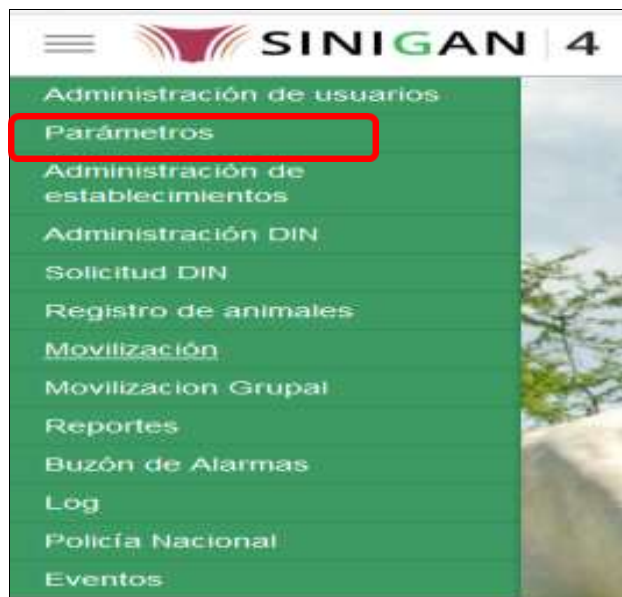 SINIGAN 4
Administración de usuarios
Parámetros
Administración de
establecimientos
Administración DIN
Solicitud DIN
Registro de animales
Movilización
Movilizacion Grupal
Reportes
Buzón de Alarmas
Log
Policía Nacional
Eventos